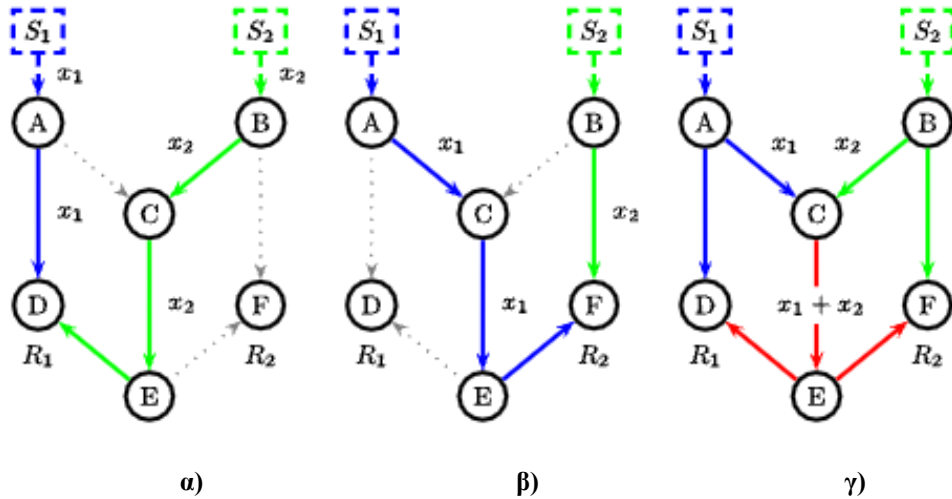 S₁ S₂ S₁ S₂ S₁ S₂
x₁ x₂
A B A B A B
x₂ x₁ x₁ x₂
C C C
x₁ x₂
D x₂ F D x₁ F D x₁ + x₂ F
R₁ R₂ R₁ R₂ R₁ R₂
E E E
α) β) γ)